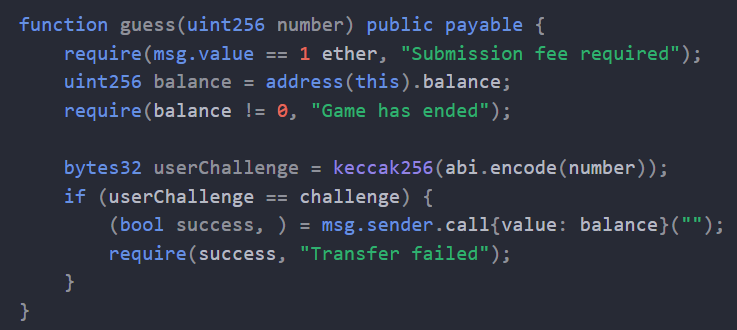 function guess(uint256 number) public payable {
    require(msg.value == 1 ether, "Submission fee required");
    uint256 balance = address(this).balance;
    require(balance != 0, "Game has ended");

    bytes32 userChallenge = keccak256(abi.encode(number));
    if (userChallenge == challenge) {
        (bool success, ) = msg.sender.call{value: balance}("");
        require(success, "Transfer failed");
    }
}